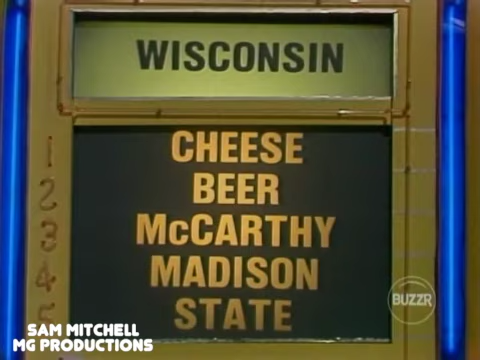 WISCONSIN
1 CHEESE
2 BEER
3 McCARTHY
4 MADISON
5 STATE
BUZZR
SAM MITCHELL
MG PRODUCTIONS